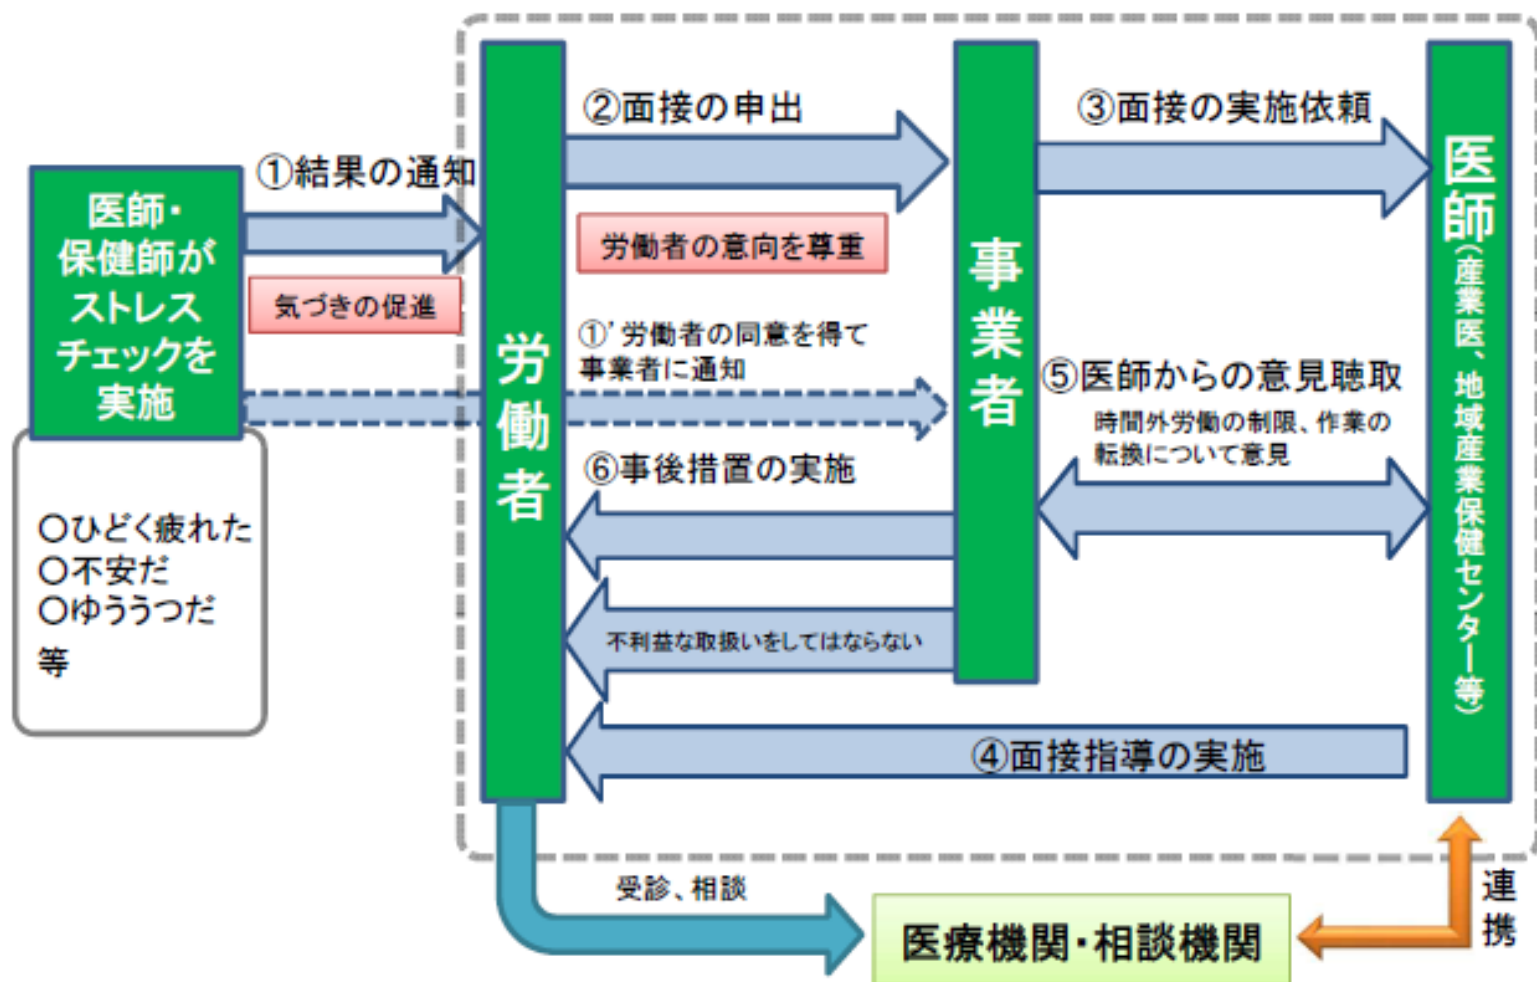 医師・
保健師が
ストレス
チェックを
実施
○ひどく疲れた
○不安だ
○ゆううつだ
等
①結果の通知
気づきの促進
労働者
②面接の申出
労働者の意向を尊重
①’労働者の同意を得て
事業者に通知
⑥事後措置の実施
不利益な取扱いをしてはならない
事業者
③面接の実施依頼
⑤医師からの意見聴取
時間外労働の制限、作業の
転換について意見
④面接指導の実施
医師(産業医、地域産業保健センター等)
受診、相談
医療機関・相談機関
連携